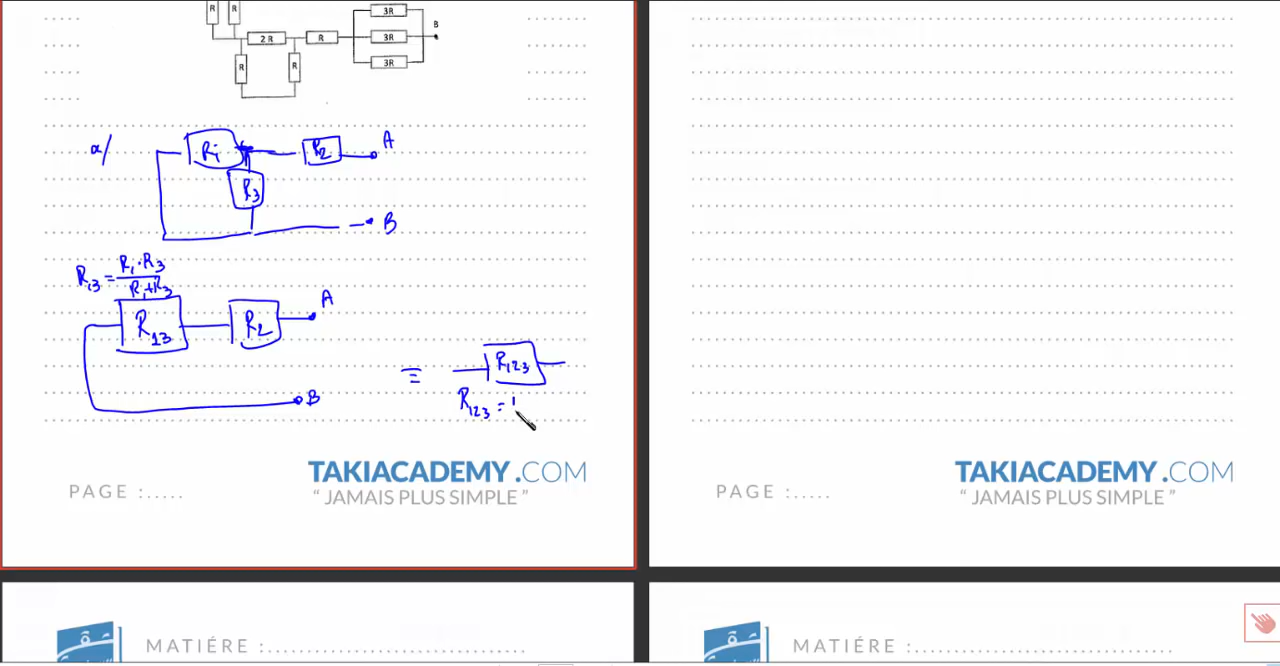 R R
3R
B
2 R R 3R
R R 3R
a/ R1 R2 A
R3
B
R13 = R1 . R3
R1+R3
A
R13 R2
≡ R123
B R123 =
TAKIACADEMY.COM
PAGE :..... “ JAMAIS PLUS SIMPLE ”
TAKIACADEMY.COM
PAGE :..... “ JAMAIS PLUS SIMPLE ”
MATIÉRE :
MATIÉRE :